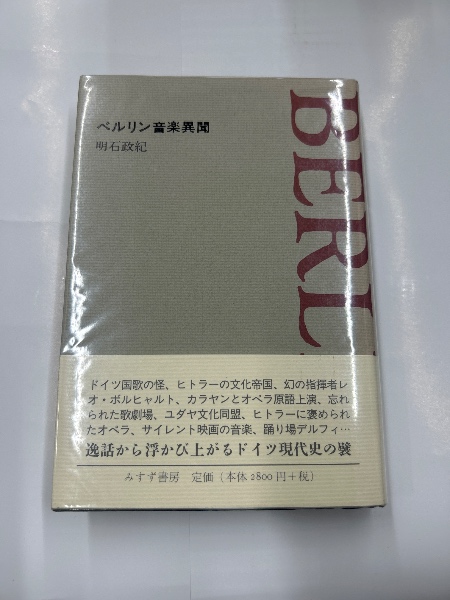 ベルリン音楽異聞
明石政紀
BERL
ドイツ国歌の怪、ヒトラーの文化帝国、幻の指揮者レ
オ・ボルヒャルト、カラヤンとオペラ原語上演、忘れ
られた歌劇場、ユダヤ文化同盟、ヒトラーに褒められ
たオペラ、サイレント映画の音楽、踊り場デルフィ…
逸話から浮かび上がるドイツ現代史の襞
みすず書房 定価(本体2800円+税)